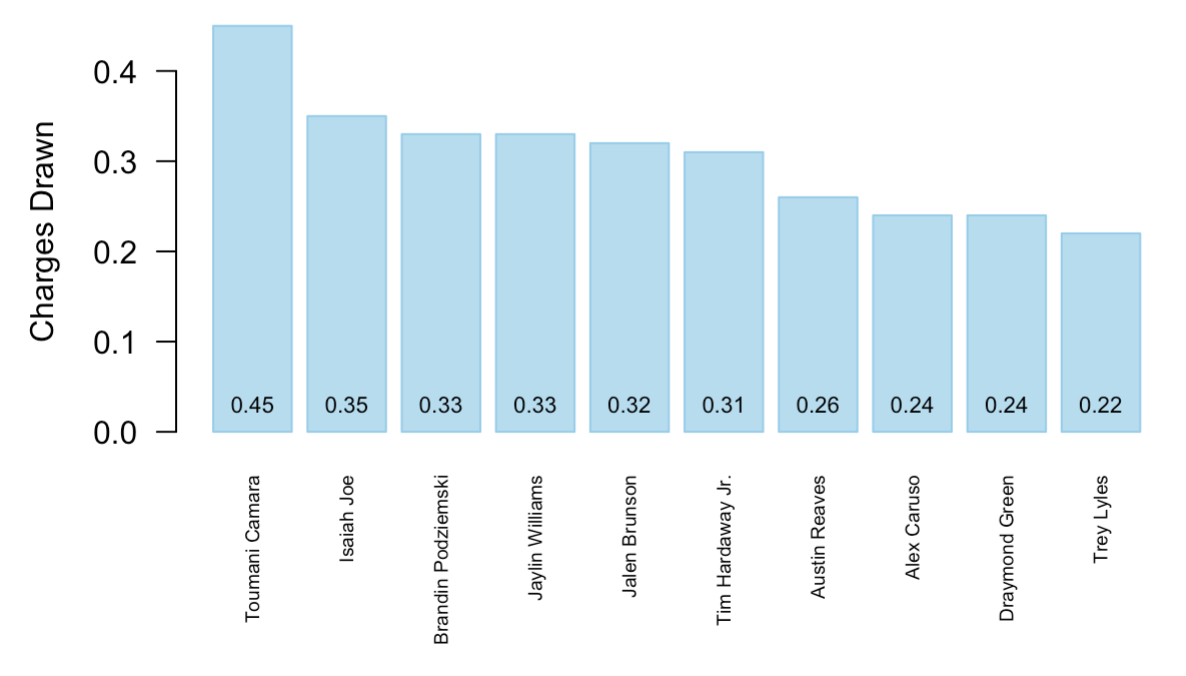 Charges Drawn
0.4
0.3
0.2
0.1
0.0
0.45
0.35
0.33
0.33
0.32
0.31
0.26
0.24
0.24
0.22
Toumani Camara
Isaiah Joe
Brandin Podziemski
Jaylin Williams
Jalen Brunson
Tim Hardaway Jr.
Austin Reaves
Alex Caruso
Draymond Green
Trey Lyles